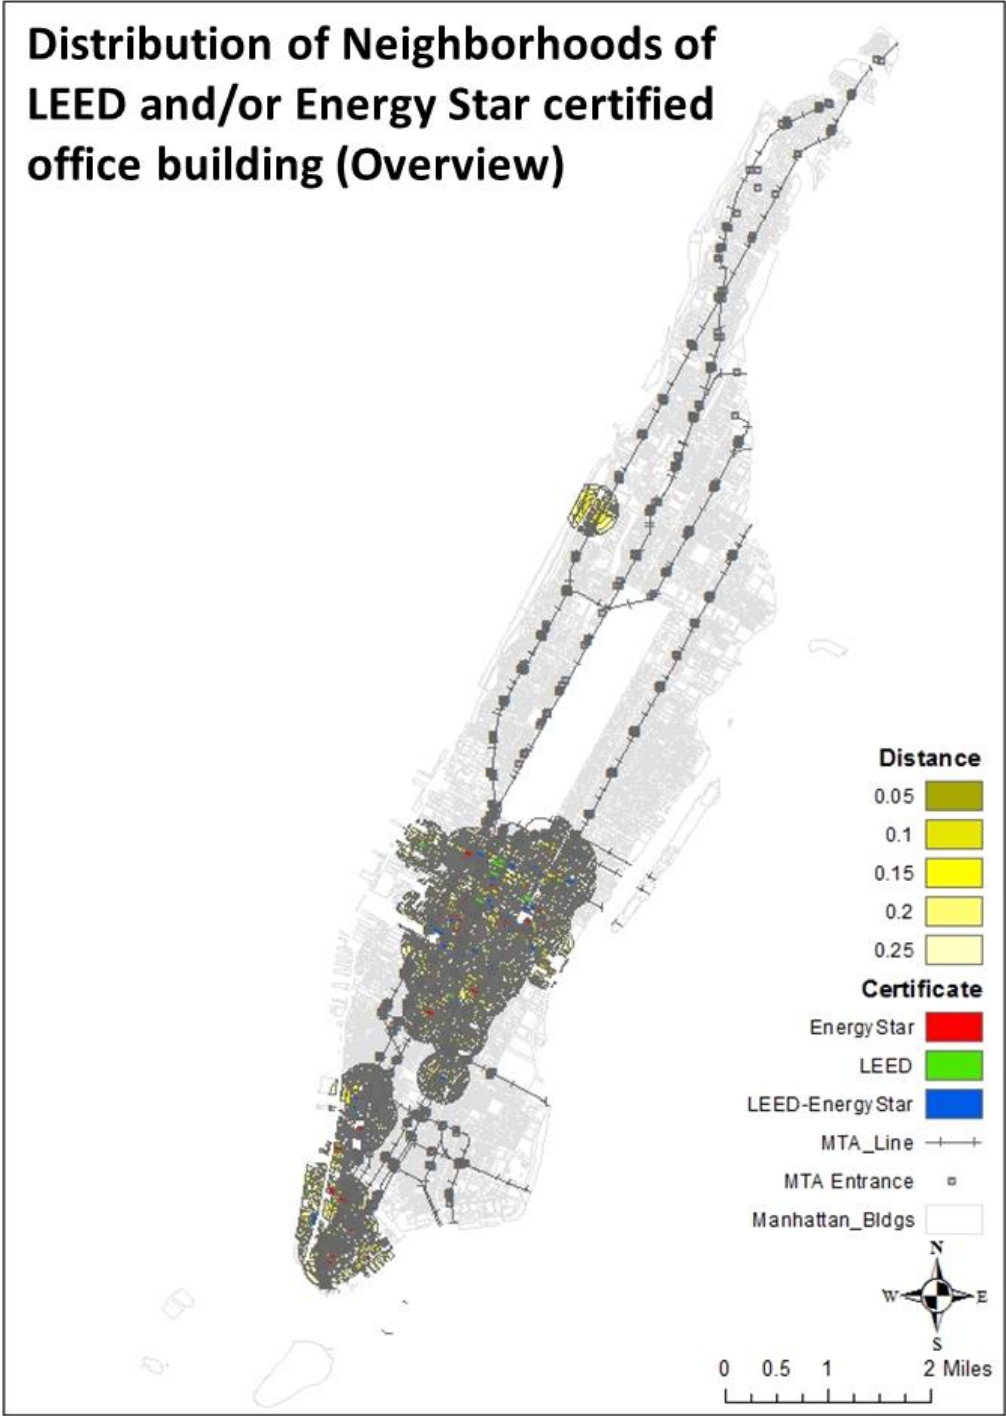 Distribution of Neighborhoods of
LEED and/or Energy Star certified
office building (Overview)
Distance
0.05
0.1
0.15
0.2
0.25
Certificate
EnergyStar
LEED
LEED-EnergyStar
MTA_Line
MTA Entrance
Manhattan_Bldgs
N
W E
S
0 0.5 1 2 Miles